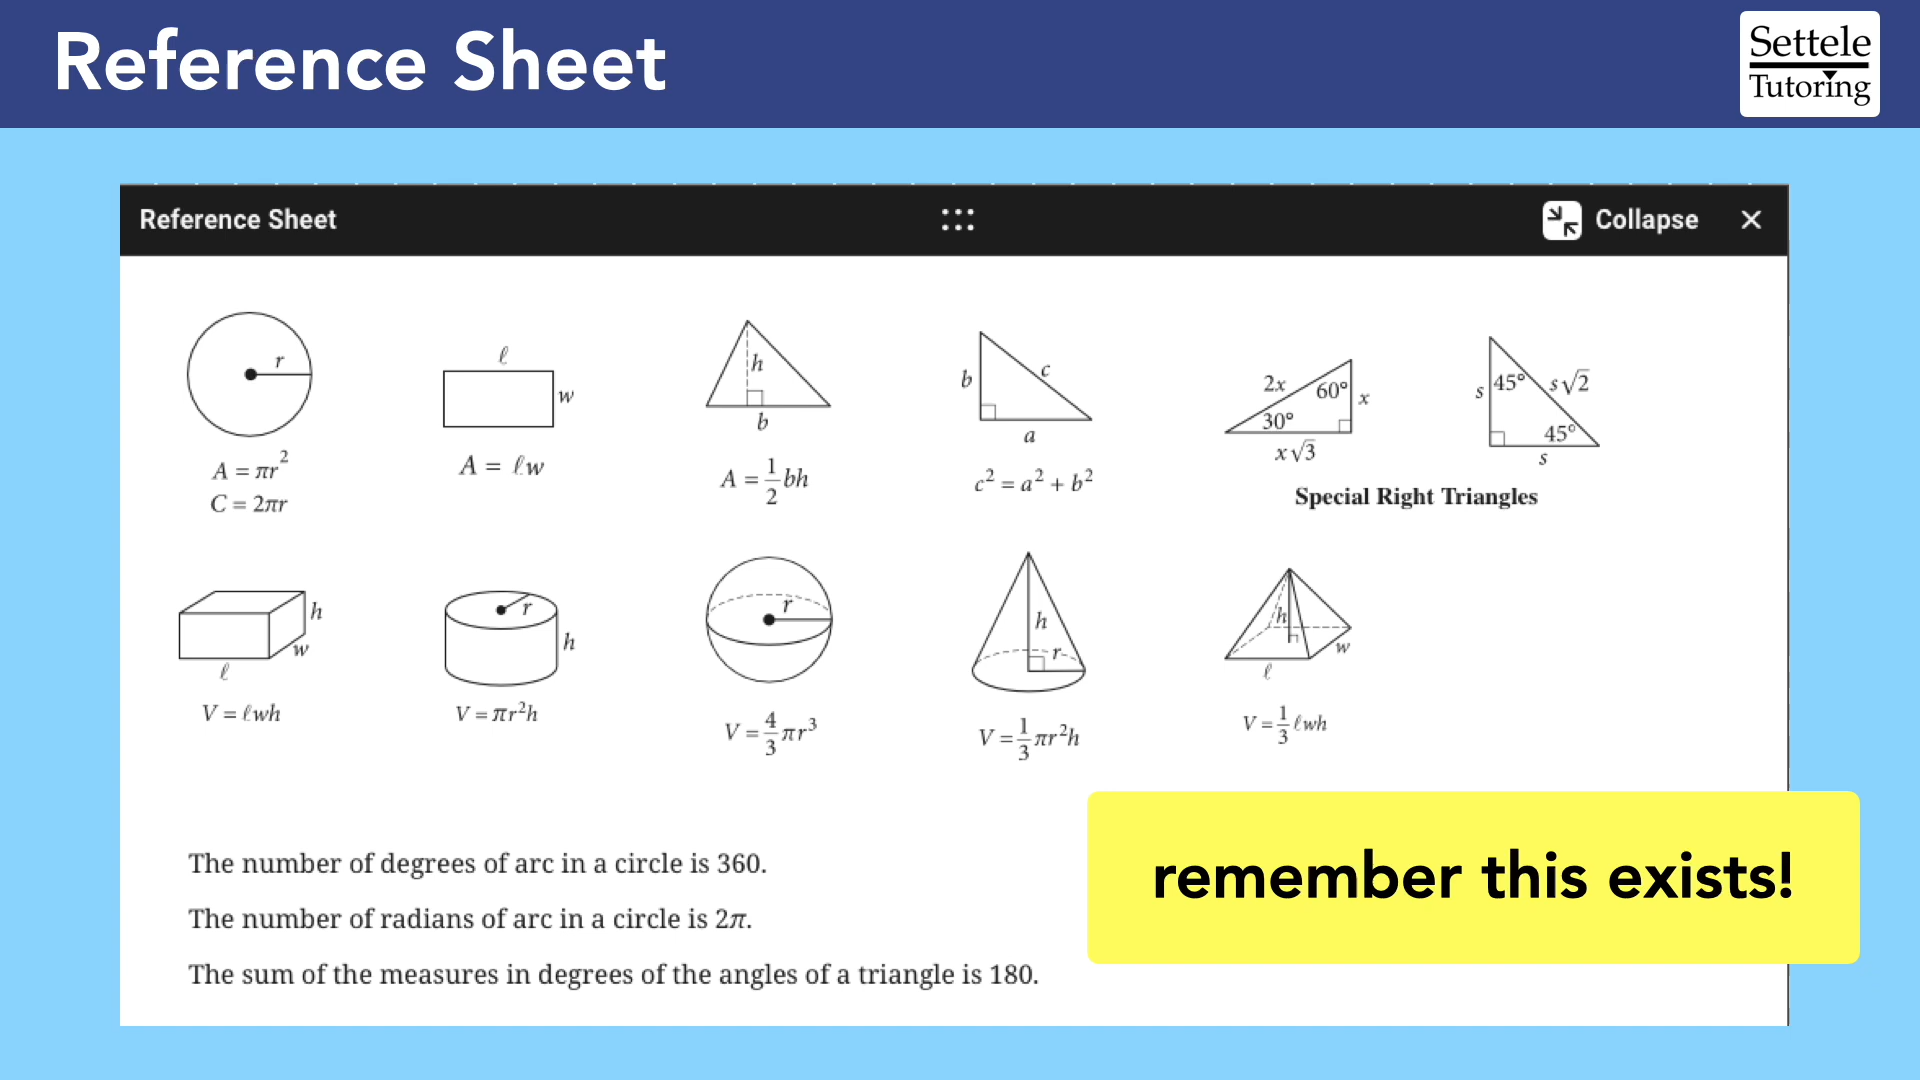 Reference Sheet
Settele
Tutoring
Reference Sheet
Collapse
r
A = πr²
C = 2πr
ℓ
w
A = ℓw
h
b
A = 1/2 bh
b
c
a
c² = a² + b²
2x
60°
x
30°
x√3
s
45°
s√2
45°
s
Special Right Triangles
h
w
ℓ
V = ℓwh
r
h
V = πr²h
r
V = 4/3 πr³
h
r
V = 1/3 πr²h
h
w
ℓ
V = 1/3 ℓwh
The number of degrees of arc in a circle is 360.
The number of radians of arc in a circle is 2π.
The sum of the measures in degrees of the angles of a triangle is 180.
remember this exists!